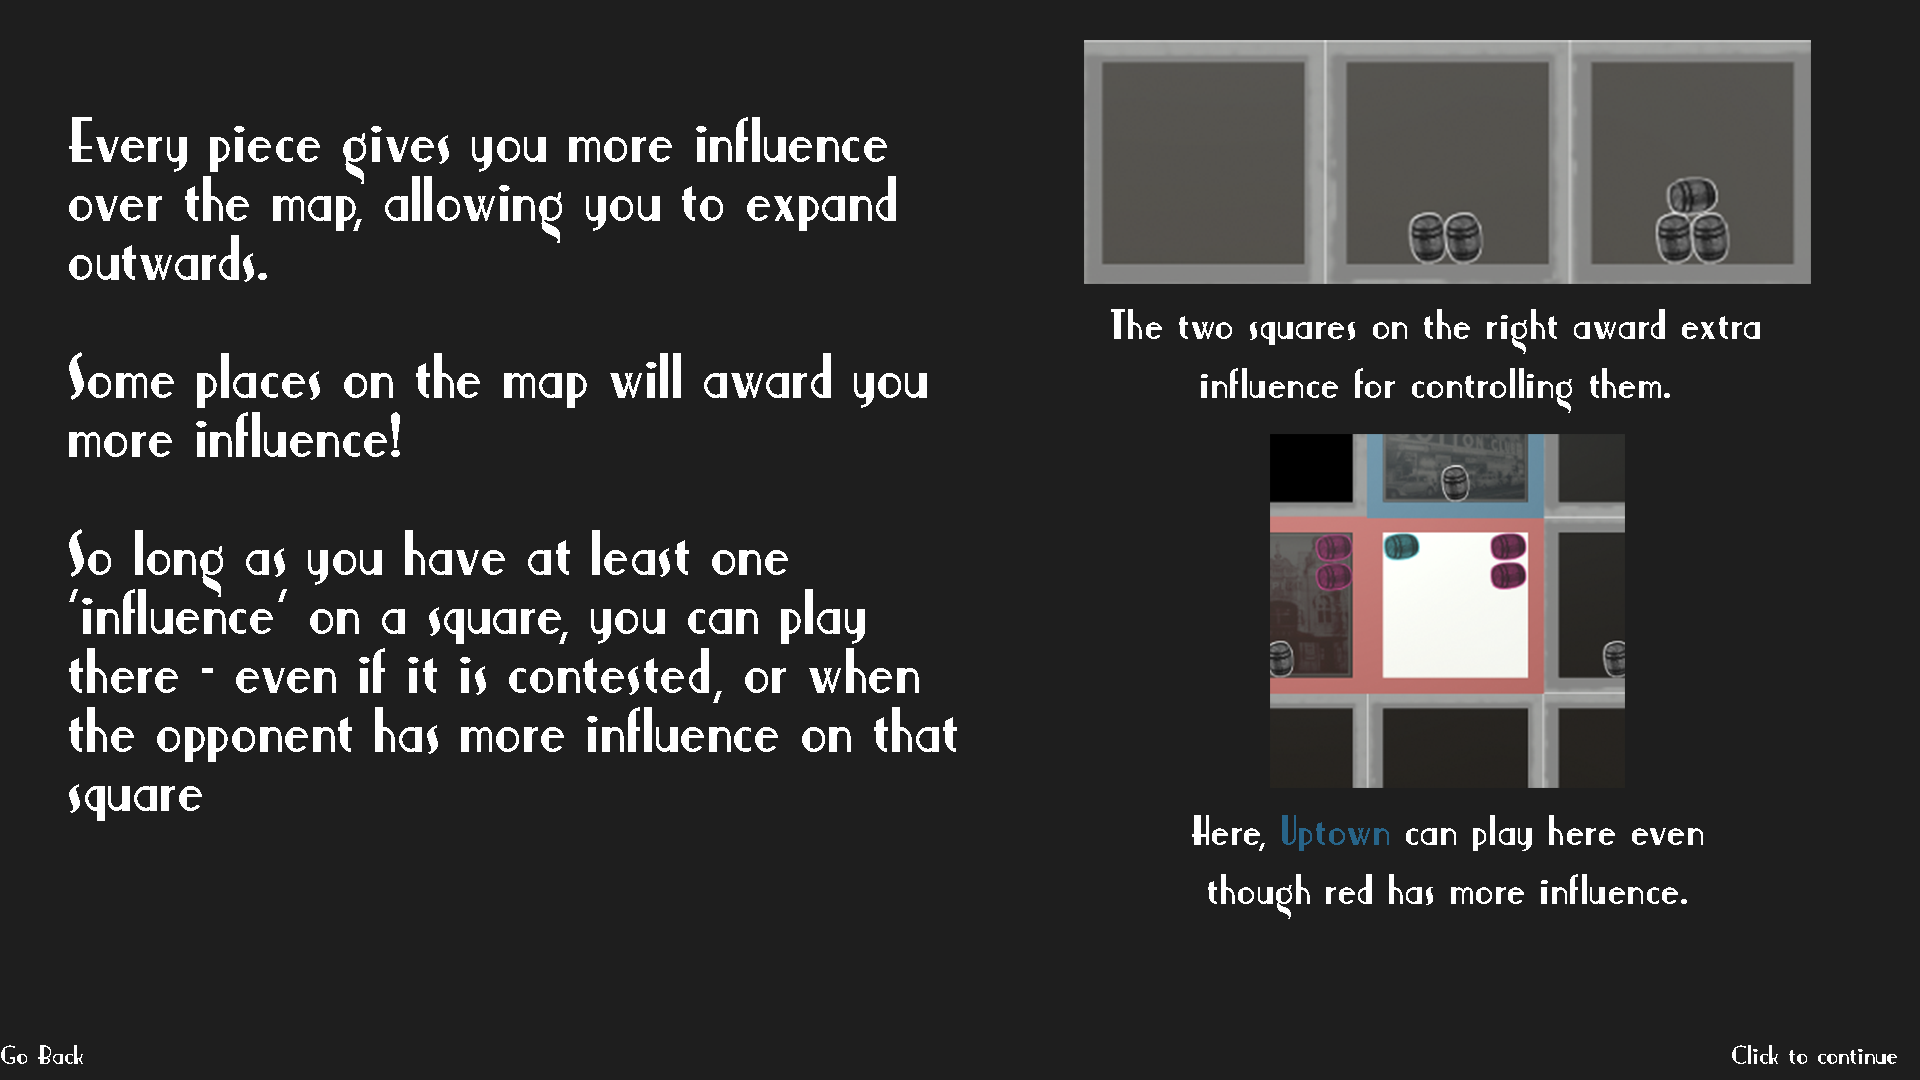 Every piece gives you more influence
over the map, allowing you to expand
outwards.
Some places on the map will award you
more influence!
So long as you have at least one
'influence' on a square, you can play
there - even if it is contested, or when
the opponent has more influence on that
square
The two squares on the right award extra
influence for controlling them.
Here, Uptown can play here even
though red has more influence.
Go Back
Click to continue